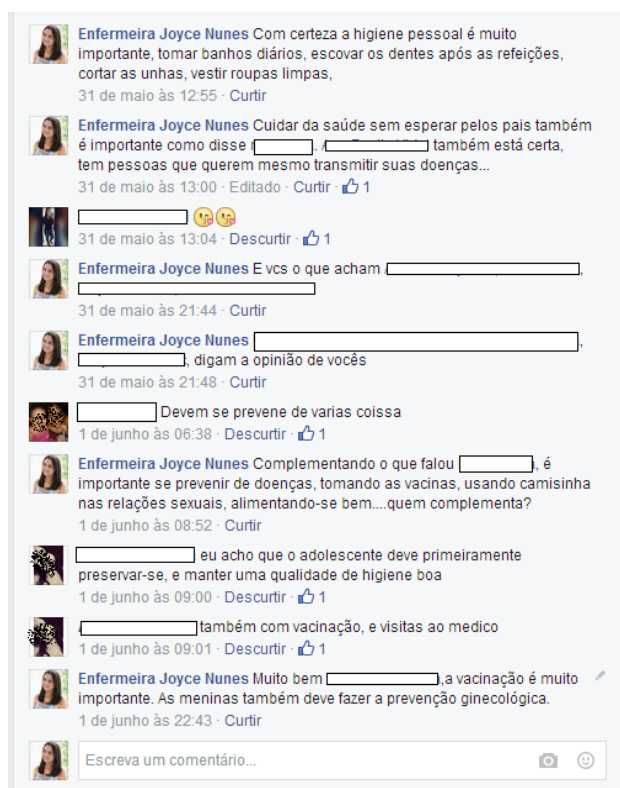 Enfermeira Joyce Nunes Com certeza a higiene pessoal é muito
importante, tomar banhos diários, escovar os dentes após as refeições,
cortar as unhas, vestir roupas limpas,
31 de maio às 12:55 · Curtir
Enfermeira Joyce Nunes Cuidar da saúde sem esperar pelos pais também
é importante como disse . também está certa,
tem pessoas que querem mesmo transmitir suas doenças...
31 de maio às 13:00 · Editado · Curtir · 1
31 de maio às 13:04 · Descurtir · 1
Enfermeira Joyce Nunes E vcs o que acham ,
31 de maio às 21:44 · Curtir
Enfermeira Joyce Nunes ,
, digam a opinião de vocês
31 de maio às 21:48 · Curtir
Devem se prevene de varias coissa
1 de junho às 06:38 · Descurtir · 1
Enfermeira Joyce Nunes Complementando o que falou , é
importante se prevenir de doenças, tomando as vacinas, usando camisinha
nas relações sexuais, alimentando-se bem....quem complementa?
1 de junho às 08:52 · Curtir
eu acho que o adolescente deve primeiramente
preservar-se, e manter uma qualidade de higiene boa
1 de junho às 09:00 · Descurtir · 1
também com vacinação, e visitas ao medico
1 de junho às 09:01 · Descurtir · 1
Enfermeira Joyce Nunes Muito bem ,a vacinação é muito
importante. As meninas também deve fazer a prevenção ginecológica.
1 de junho às 22:43 · Curtir
Escreva um comentário...